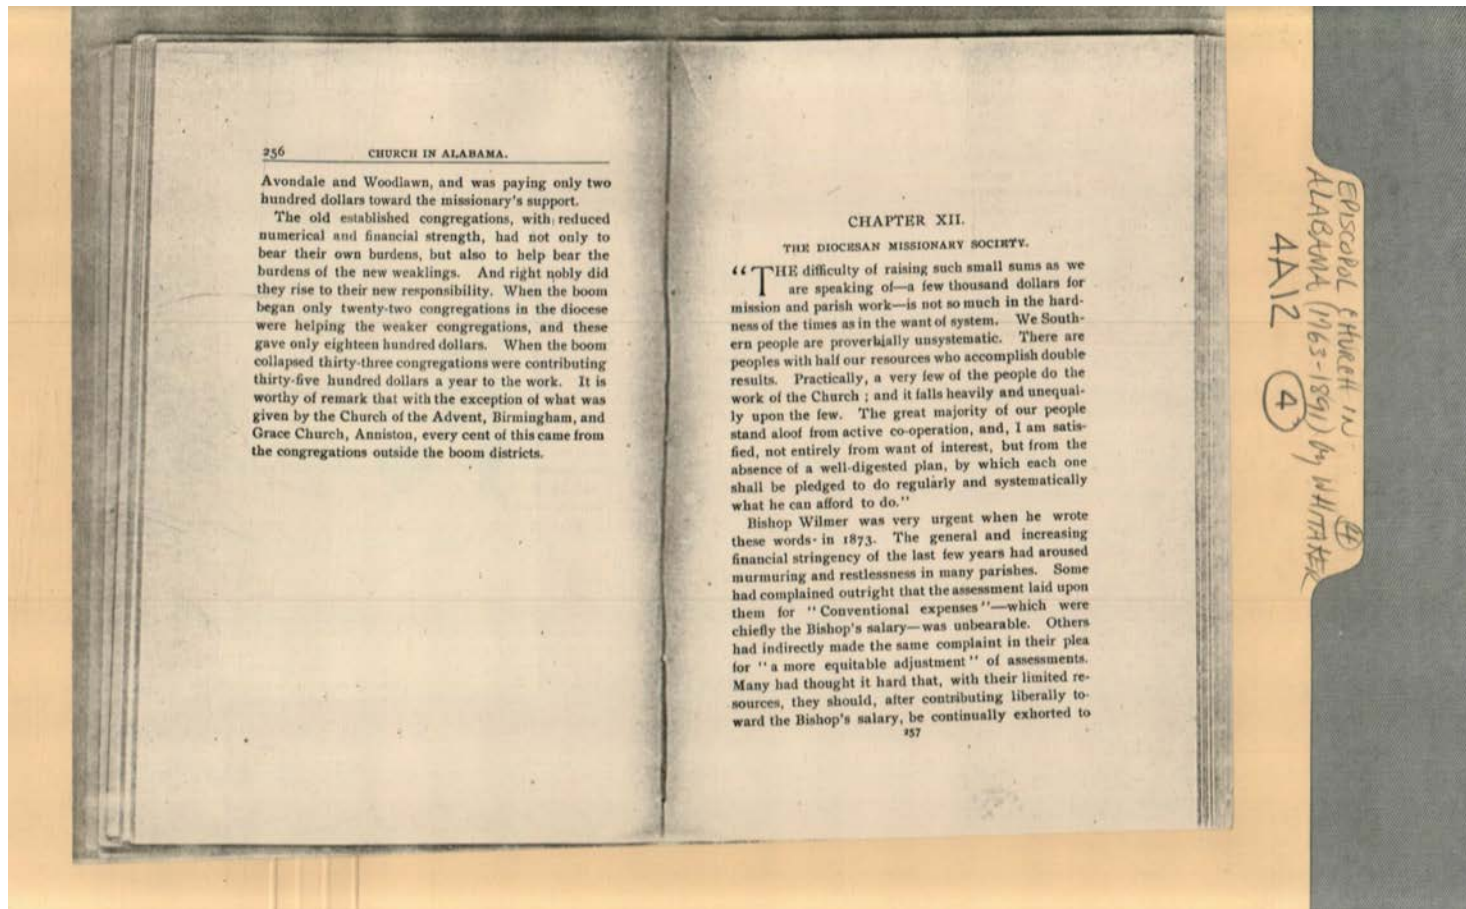 256 CHURCH IN ALABAMA.
Avondale and Woodlawn, and was paying only two
hundred dollars toward the missionary's support.
The old established congregations, with reduced
numerical and financial strength, had not only to
bear their own burdens, but also to help bear the
burdens of the new weaklings. And right nobly did
they rise to their new responsibility. When the boom
began only twenty-two congregations in the diocese
were helping the weaker congregations, and these
gave only eighteen hundred dollars. When the boom
collapsed thirty-three congregations were contributing
thirty-five hundred dollars a year to the work. It is
worthy of remark that with the exception of what was
given by the Church of the Advent, Birmingham, and
Grace Church, Anniston, every cent of this came from
the congregations outside the boom districts.
CHAPTER XII.
THE DIOCESAN MISSIONARY SOCIETY.
“THE difficulty of raising such small sums as we
are speaking of—a few thousand dollars for
mission and parish work—is not so much in the hard-
ness of the times as in the want of system. We South-
ern people are proverbially unsystematic. There are
peoples with half our resources who accomplish double
results. Practically, a very few of the people do the
work of the Church ; and it falls heavily and unequal-
ly upon the few. The great majority of our people
stand aloof from active co-operation, and, I am satis-
fied, not entirely from want of interest, but from the
absence of a well-digested plan, by which each one
shall be pledged to do regularly and systematically
what he can afford to do."
Bishop Wilmer was very urgent when he wrote
these words in 1873. The general and increasing
financial stringency of the last few years had aroused
murmuring and restlessness in many parishes. Some
had complained outright that the assessment laid upon
them for "Conventional expenses"—which were
chiefly the Bishop's salary—was unbearable. Others
had indirectly made the same complaint in their plea
for "a more equitable adjustment" of assessments.
Many had thought it hard that, with their limited re-
sources, they should, after contributing liberally to-
ward the Bishop's salary, be continually exhorted to
257
EPISCOPOL CHURCH IN (4)
ALABAMA (1763-1891) by WHITAKER
4A12 (4)